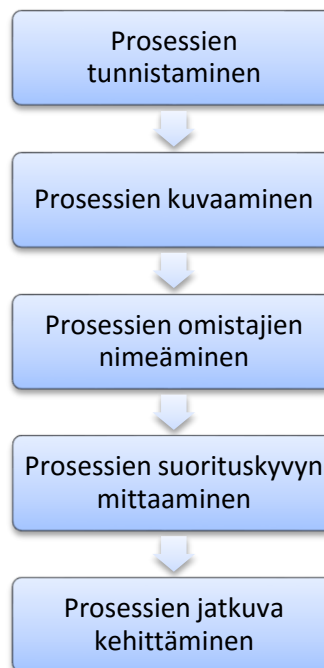 Prosessien
tunnistaminen
Prosessien kuvaaminen
Prosessien omistajien
nimeäminen
Prosessien suorituskyvyn
mittaaminen
Prosessien jatkuva
kehittäminen